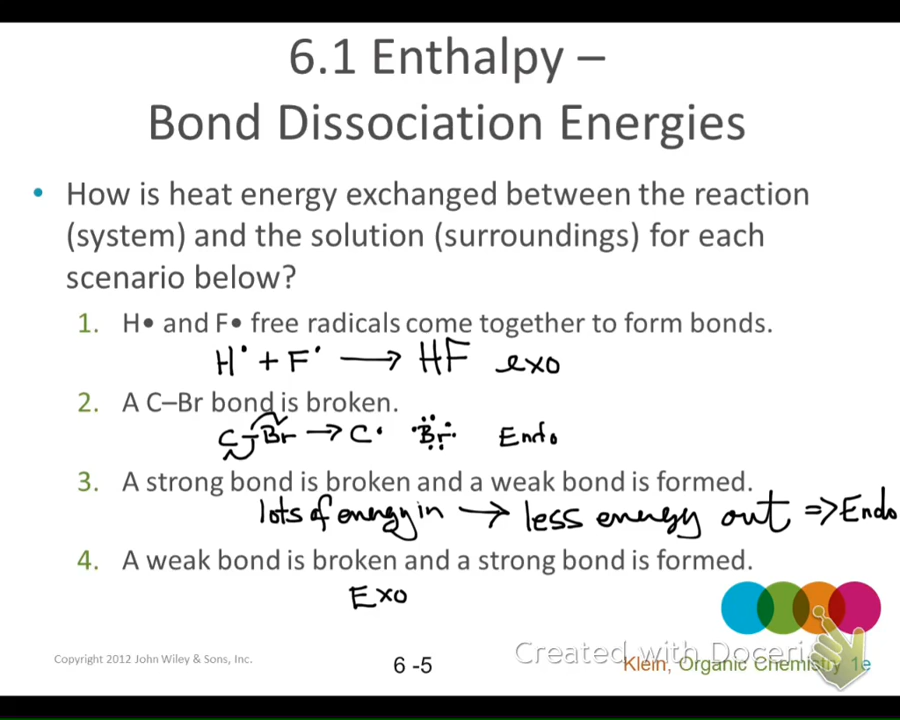 6.1 Enthalpy –
Bond Dissociation Energies
• How is heat energy exchanged between the reaction
(system) and the solution (surroundings) for each
scenario below?
1. H• and F• free radicals come together to form bonds.
H• + F• → HF exo
2. A C–Br bond is broken.
C–Br → C• •Br Endo
3. A strong bond is broken and a weak bond is formed.
lots of energy in → less energy out ⇒ Endo
4. A weak bond is broken and a strong bond is formed.
Exo
Created with Doceri
Copyright 2012 John Wiley & Sons, Inc.
6 -5
Klein, Organic Chemistry 1e